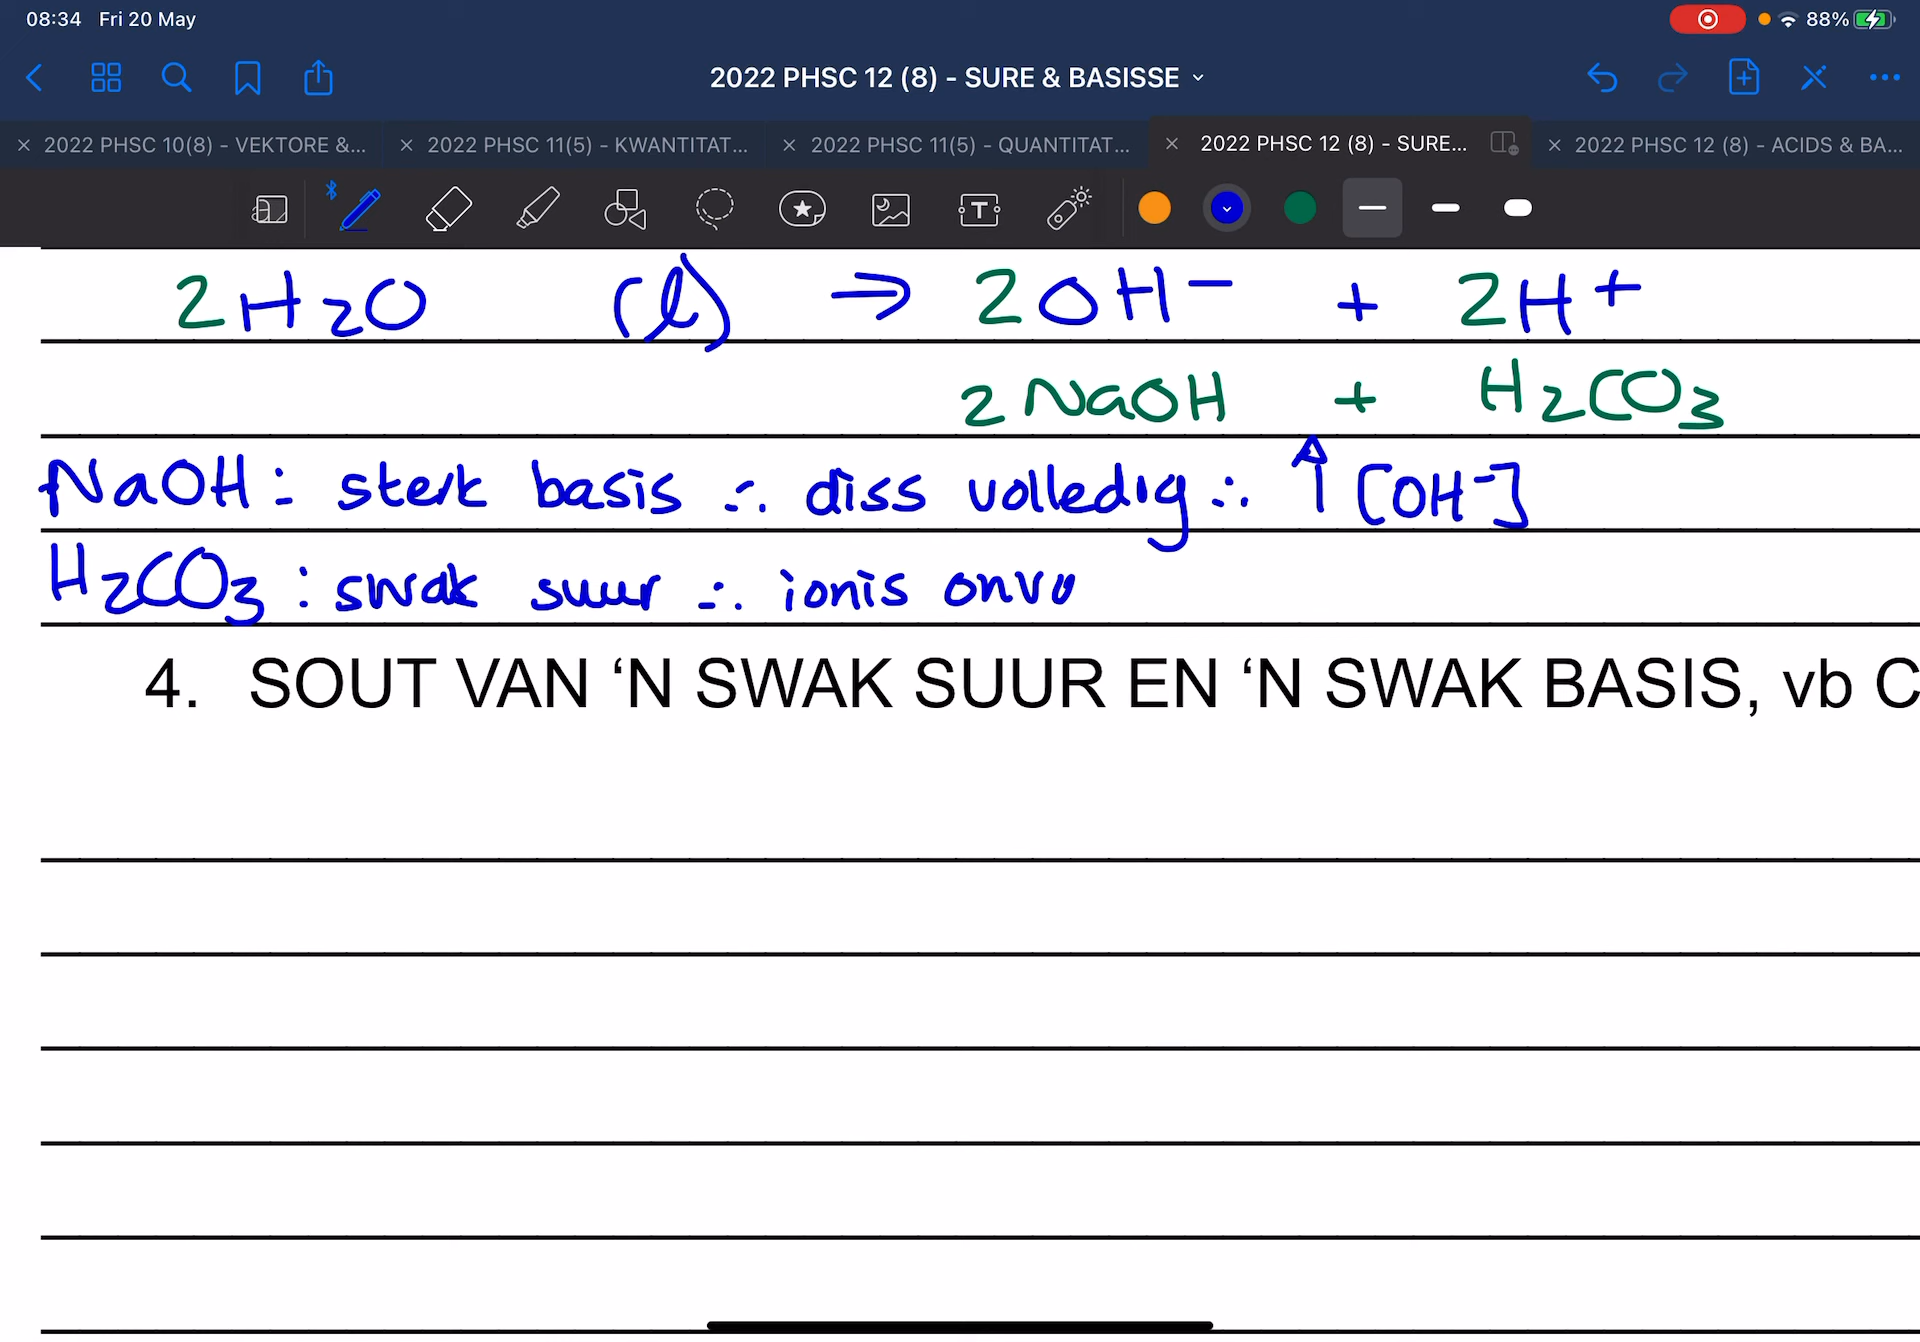 08:34 Fri 20 May 88%
2022 PHSC 12 (8) - SURE & BASISSE
2022 PHSC 10(8) - VEKTORE &... 2022 PHSC 11(5) - KWANTITAT... 2022 PHSC 11(5) - QUANTITAT... 2022 PHSC 12 (8) - SURE... 2022 PHSC 12 (8) - ACIDS & BA...
2H2O (l) → 2OH⁻ + 2H⁺
2NaOH + H2CO3
NaOH: sterk basis ∴ diss volledig ∴ ↑ [OH⁻]
H2CO3: swak suur ∴ ionis onvo
4. SOUT VAN ‘N SWAK SUUR EN ‘N SWAK BASIS, vb C